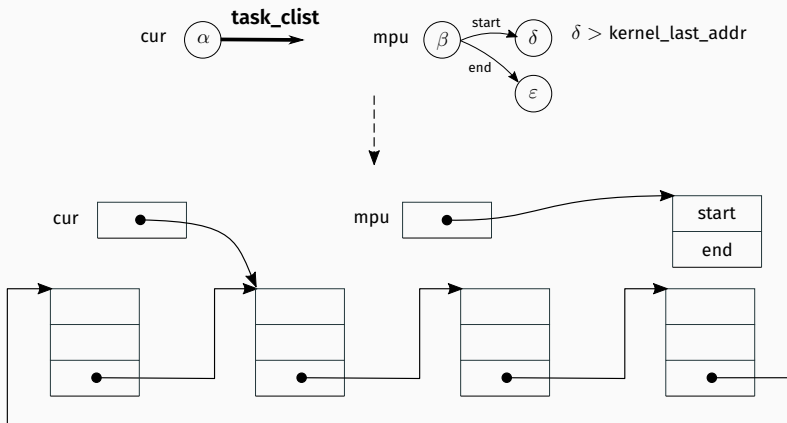 task_clist
cur α mpu β start δ δ > kernel_last_addr
end
ε
cur mpu start
end